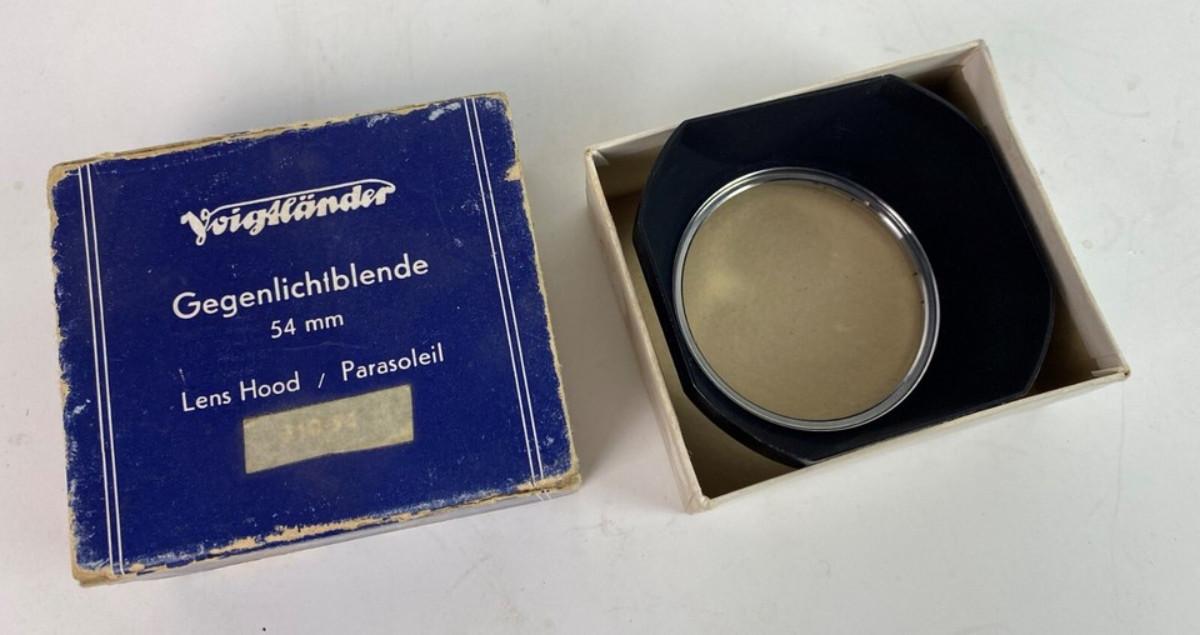 Voigtländer
Gegenlichtblende
54 mm
Lens Hood / Parasoleil